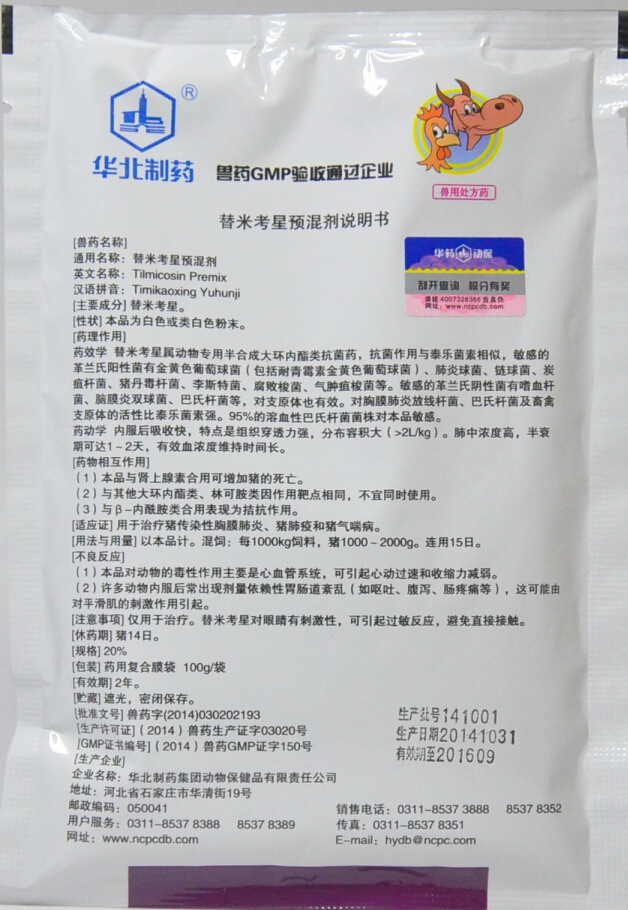 ®
华北制药
兽药GMP验收通过企业
兽用处方药
替米考星预混剂说明书
华药 动保
刮开查询 积分有奖
请拨4007328366查真伪
网址：www.ncpcdb.com
[兽药名称]
通用名称：替米考星预混剂
英文名称：Tilmicosin Premix
汉语拼音：Timikaoxing Yuhunji
[主要成分] 替米考星。
[性状] 本品为白色或类白色粉末。
[药理作用]
药效学 替米考星属动物专用半合成大环内酯类抗菌药，抗菌作用与泰乐菌素相似，敏感的
革兰氏阳性菌有金黄色葡萄球菌（包括耐青霉素金黄色葡萄球菌）、肺炎球菌、链球菌、炭
疽杆菌、猪丹毒杆菌、李斯特菌、腐败梭菌、气肿疽梭菌等。敏感的革兰氏阴性菌有嗜血杆
菌、脑膜炎双球菌、巴氏杆菌等，对支原体也有效。对胸膜肺炎放线杆菌、巴氏杆菌及畜禽
支原体的活性比泰乐菌素强。95%的溶血性巴氏杆菌菌株对本品敏感。
药动学 内服后吸收快，特点是组织穿透力强，分布容积大（>2L/kg）。肺中浓度高，半衰
期可达1~2天，有效血浓度维持时间长。
[药物相互作用]
（1）本品与肾上腺素合用可增加猪的死亡。
（2）与其他大环内酯类、林可胺类因作用靶点相同，不宜同时使用。
（3）与β-内酰胺类合用表现为拮抗作用。
[适应证] 用于治疗猪传染性胸膜肺炎、猪肺疫和猪气喘病。
[用法与用量] 以本品计。混饲：每1000kg饲料，猪1000~2000g。连用15日。
[不良反应]
（1）本品对动物的毒性作用主要是心血管系统，可引起心动过速和收缩力减弱。
（2）许多动物内服后常出现剂量依赖性胃肠道紊乱（如呕吐、腹泻、肠疼痛等），这可能由
对平滑肌的刺激作用引起。
[注意事项] 仅用于治疗。替米考星对眼睛有刺激性，可引起过敏反应，避免直接接触。
[休药期] 猪14日。
[规格] 20%
[包装] 药用复合膜袋 100g/袋
[有效期] 2年。
[贮藏] 遮光，密闭保存。
[批准文号] 兽药字(2014)030202193
[生产许可证]（2014）兽药生产证字03020号
[GMP证书编号]（2014）兽药GMP证字150号
生产批号141001
生产日期20141031
有效期至201609
[生产企业]
企业名称：华北制药集团动物保健品有限责任公司
地址：河北省石家庄市华清街19号
邮政编码：050041
销售电话：0311-8537 3888 8537 8352
用户服务：0311-8537 8388 8537 8389
传真：0311-8537 8351
网址：www.ncpcdb.com
E-mail：hydb@ncpc.com